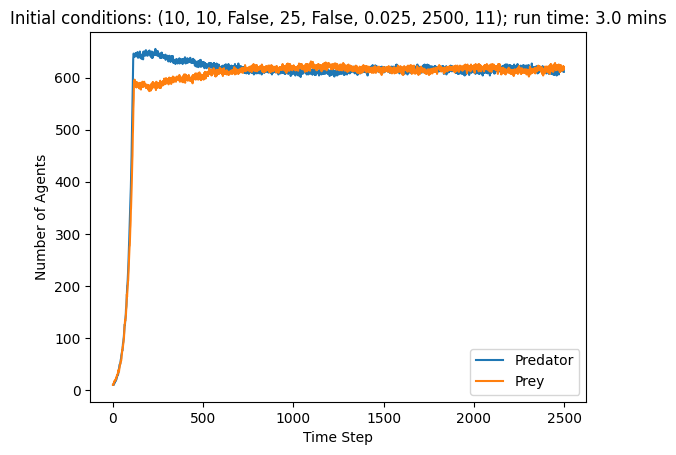 Initial conditions: (10, 10, False, 25, False, 0.025, 2500, 11); run time: 3.0 mins
600
500
400
300
200
100
0
Number of Agents
Predator
Prey
0 500 1000 1500 2000 2500
Time Step